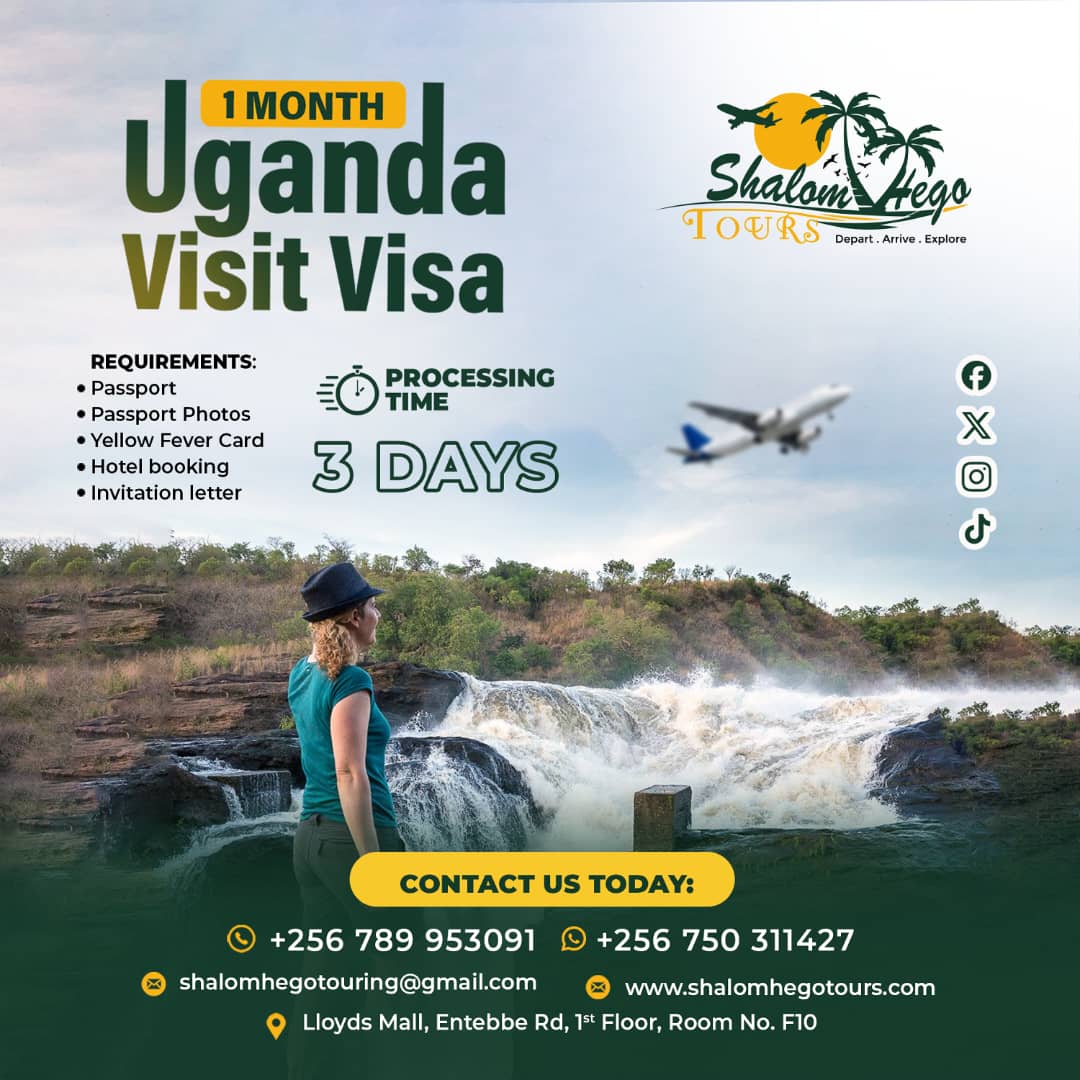 1 MONTH
Uganda
Visit Visa
Shalom Hego
TOURS
Depart . Arrive . Explore
REQUIREMENTS:
• Passport
• Passport Photos
• Yellow Fever Card
• Hotel booking
• Invitation letter
PROCESSING
TIME
3 DAYS
CONTACT US TODAY:
+256 789 953091 +256 750 311427
shalomhegotouring@gmail.com www.shalomhegotours.com
Lloyds Mall, Entebbe Rd, 1st Floor, Room No. F10